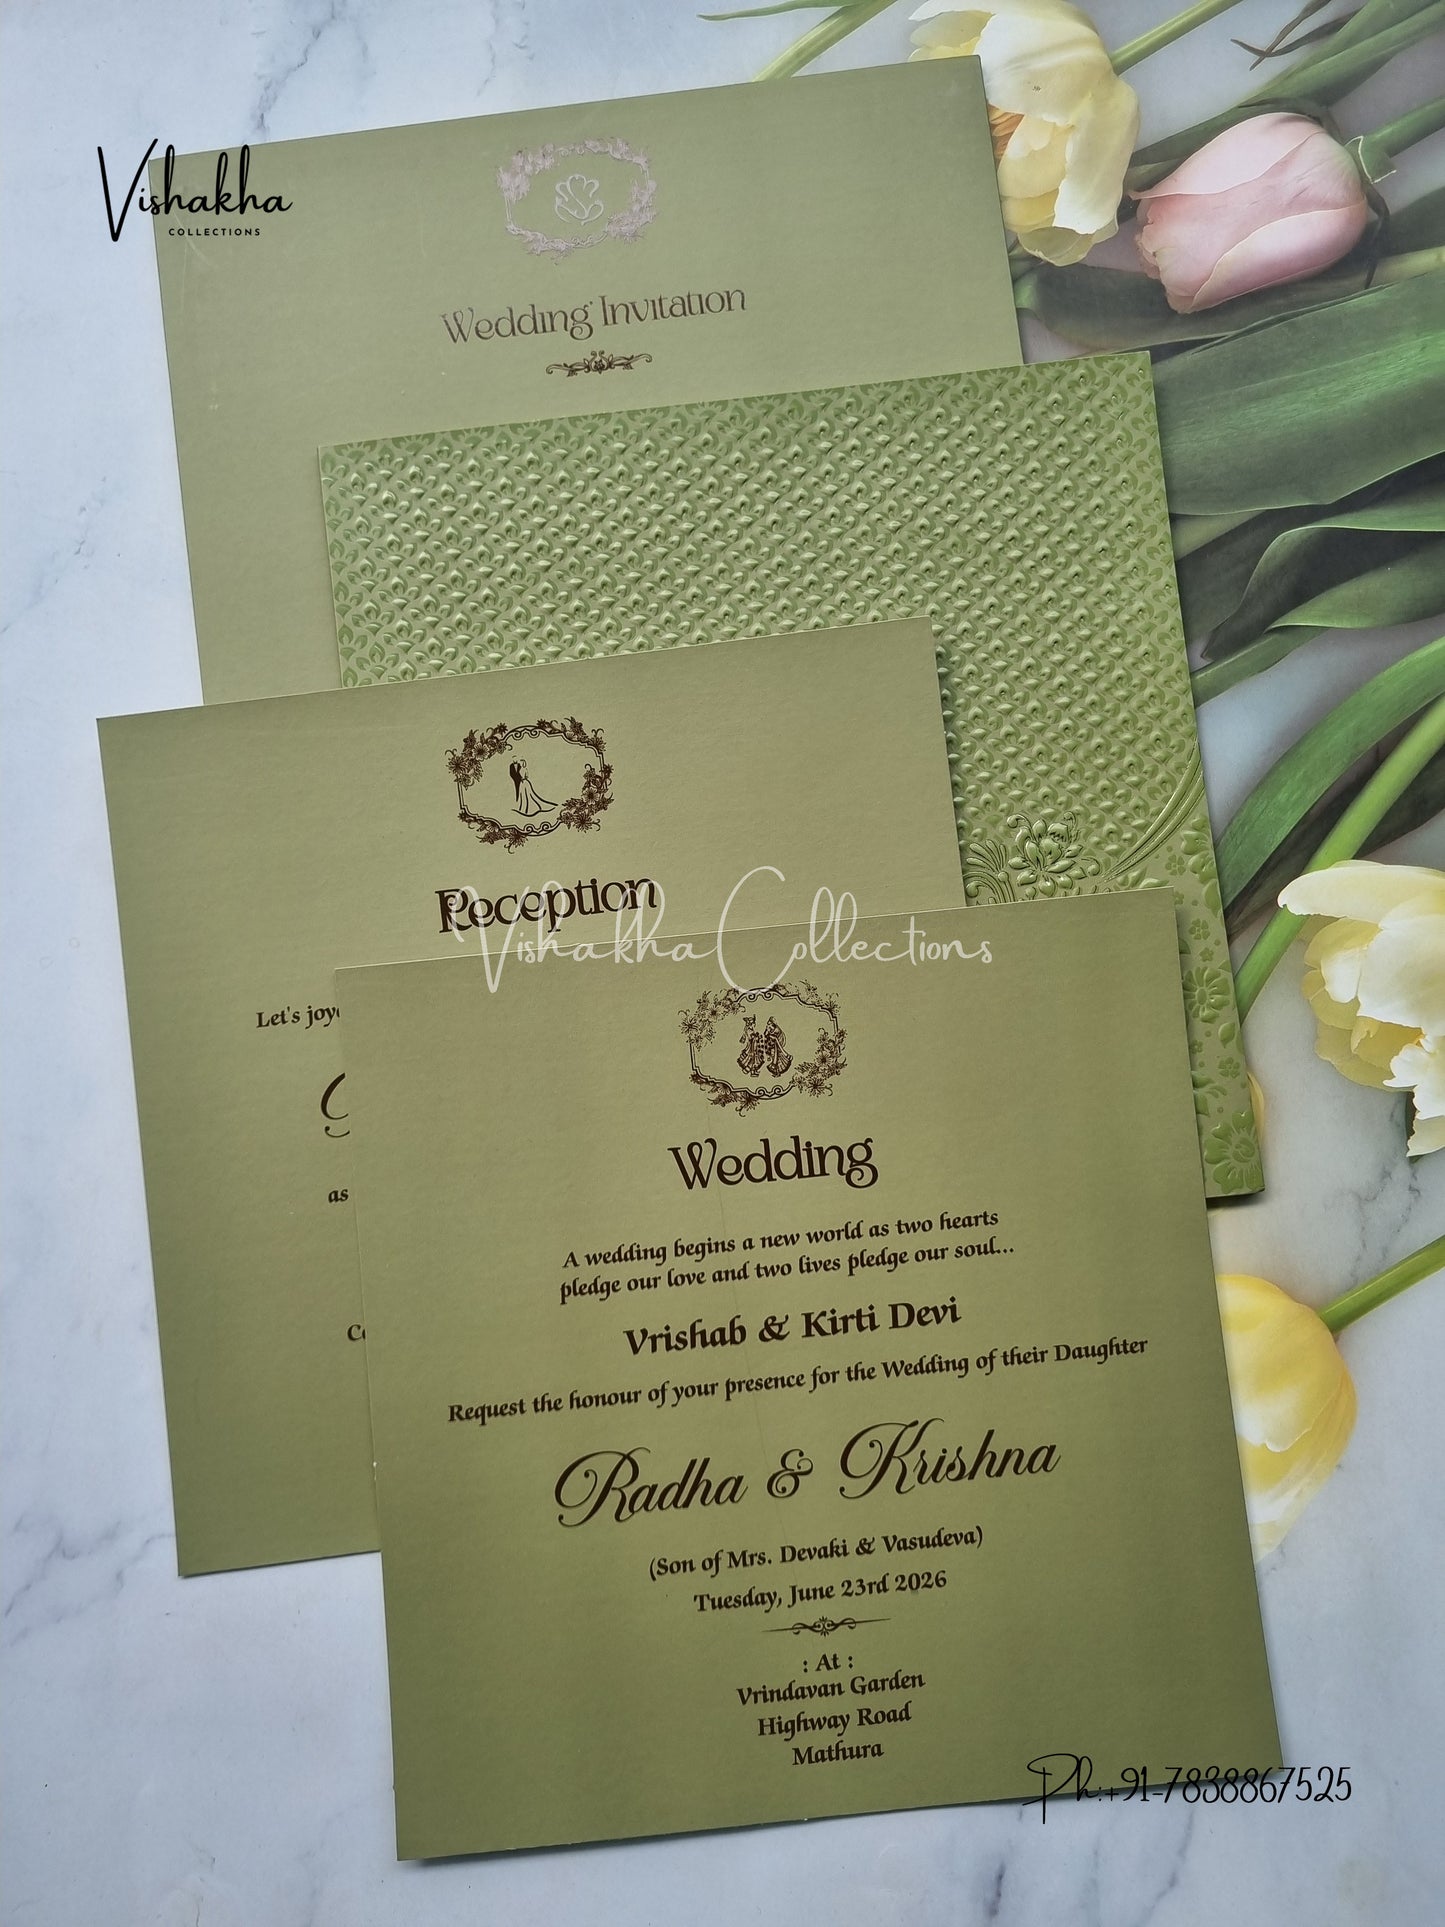 Vishakha
COLLECTIONS
Wedding Invitation
Reception
Vishakha Collections
Let's joy
as
Wedding
A wedding begins a new world as two hearts
pledge our love and two lives pledge our soul...
Vrishab & Kirti Devi
Request the honour of your presence for the Wedding of their Daughter
Radha & Krishna
(Son of Mrs. Devaki & Vasudeva)
Tuesday, June 23rd 2026
: At :
Vrindavan Garden
Highway Road
Mathura
Ph:+91-7838867525